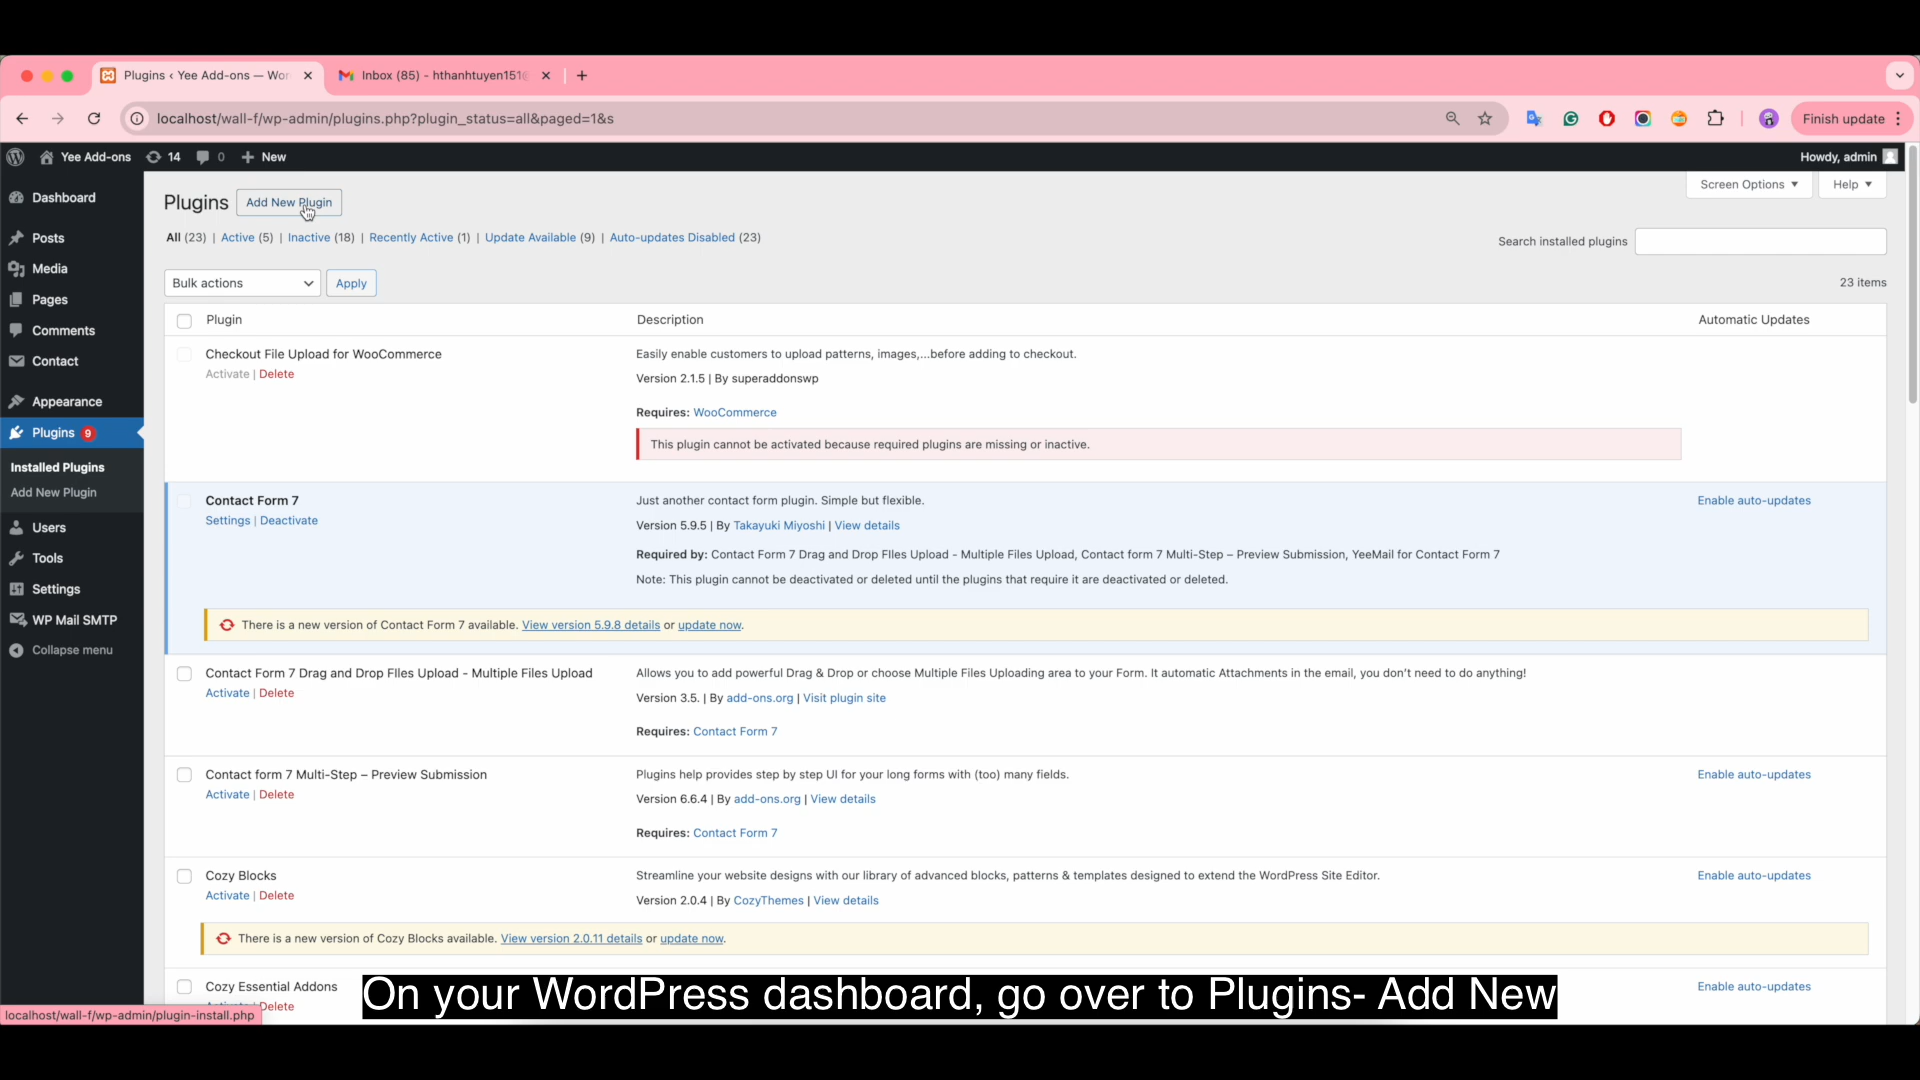 Plugins ‹ Yee Add-ons — Wor
Inbox (85) - hthanhtuyen151@
localhost/wall-f/wp-admin/plugins.php?plugin_status=all&paged=1&s
Finish update
Yee Add-ons 14 0 New
Howdy, admin
Dashboard
Posts
Media
Pages
Comments
Contact
Appearance
Plugins 9
Installed Plugins
Add New Plugin
Users
Tools
Settings
WP Mail SMTP
Collapse menu
Screen Options
Help
Plugins
Add New Plugin
All (23) | Active (5) | Inactive (18) | Recently Active (1) | Update Available (9) | Auto-updates Disabled (23)
Search installed plugins
Bulk actions
Apply
23 items
Plugin Description Automatic Updates
Checkout File Upload for WooCommerce
Activate | Delete
Easily enable customers to upload patterns, images,...before adding to checkout.
Version 2.1.5 | By superaddonswp
Requires: WooCommerce
This plugin cannot be activated because required plugins are missing or inactive.
Contact Form 7
Settings | Deactivate
Just another contact form plugin. Simple but flexible.
Version 5.9.5 | By Takayuki Miyoshi | View details
Required by: Contact Form 7 Drag and Drop FIles Upload - Multiple Files Upload, Contact form 7 Multi-Step – Preview Submission, YeeMail for Contact Form 7
Note: This plugin cannot be deactivated or deleted until the plugins that require it are deactivated or deleted.
Enable auto-updates
There is a new version of Contact Form 7 available. View version 5.9.8 details or update now.
Contact Form 7 Drag and Drop FIles Upload - Multiple Files Upload
Activate | Delete
Allows you to add powerful Drag & Drop or choose Multiple Files Uploading area to your Form. It automatic Attachments in the email, you don't need to do anything!
Version 3.5. | By add-ons.org | Visit plugin site
Requires: Contact Form 7
Contact form 7 Multi-Step – Preview Submission
Activate | Delete
Plugins help provides step by step UI for your long forms with (too) many fields.
Version 6.6.4 | By add-ons.org | View details
Requires: Contact Form 7
Enable auto-updates
Cozy Blocks
Activate | Delete
Streamline your website designs with our library of advanced blocks, patterns & templates designed to extend the WordPress Site Editor.
Version 2.0.4 | By CozyThemes | View details
Enable auto-updates
There is a new version of Cozy Blocks available. View version 2.0.11 details or update now.
Cozy Essential Addons
Delete
Enable auto-updates
On your WordPress dashboard, go over to Plugins- Add New
localhost/wall-f/wp-admin/plugin-install.php